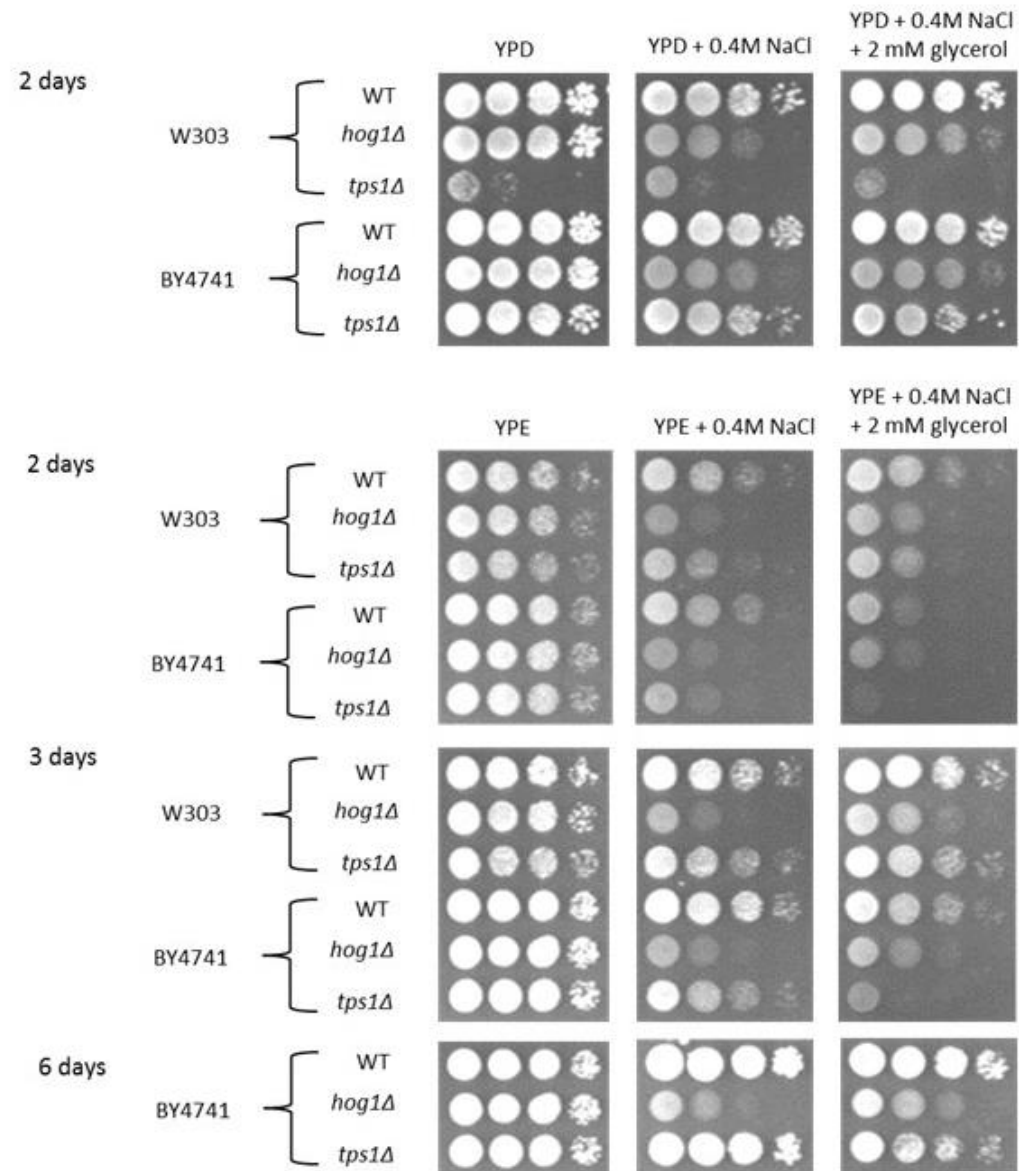 YPD
YPD + 0.4M NaCl
YPD + 0.4M NaCl
+ 2 mM glycerol
2 days
W303
WT
hog1Δ
tps1Δ
BY4741
WT
hog1Δ
tps1Δ
YPE
YPE + 0.4M NaCl
YPE + 0.4M NaCl
+ 2 mM glycerol
2 days
W303
WT
hog1Δ
tps1Δ
BY4741
WT
hog1Δ
tps1Δ
3 days
W303
WT
hog1Δ
tps1Δ
BY4741
WT
hog1Δ
tps1Δ
6 days
BY4741
WT
hog1Δ
tps1Δ